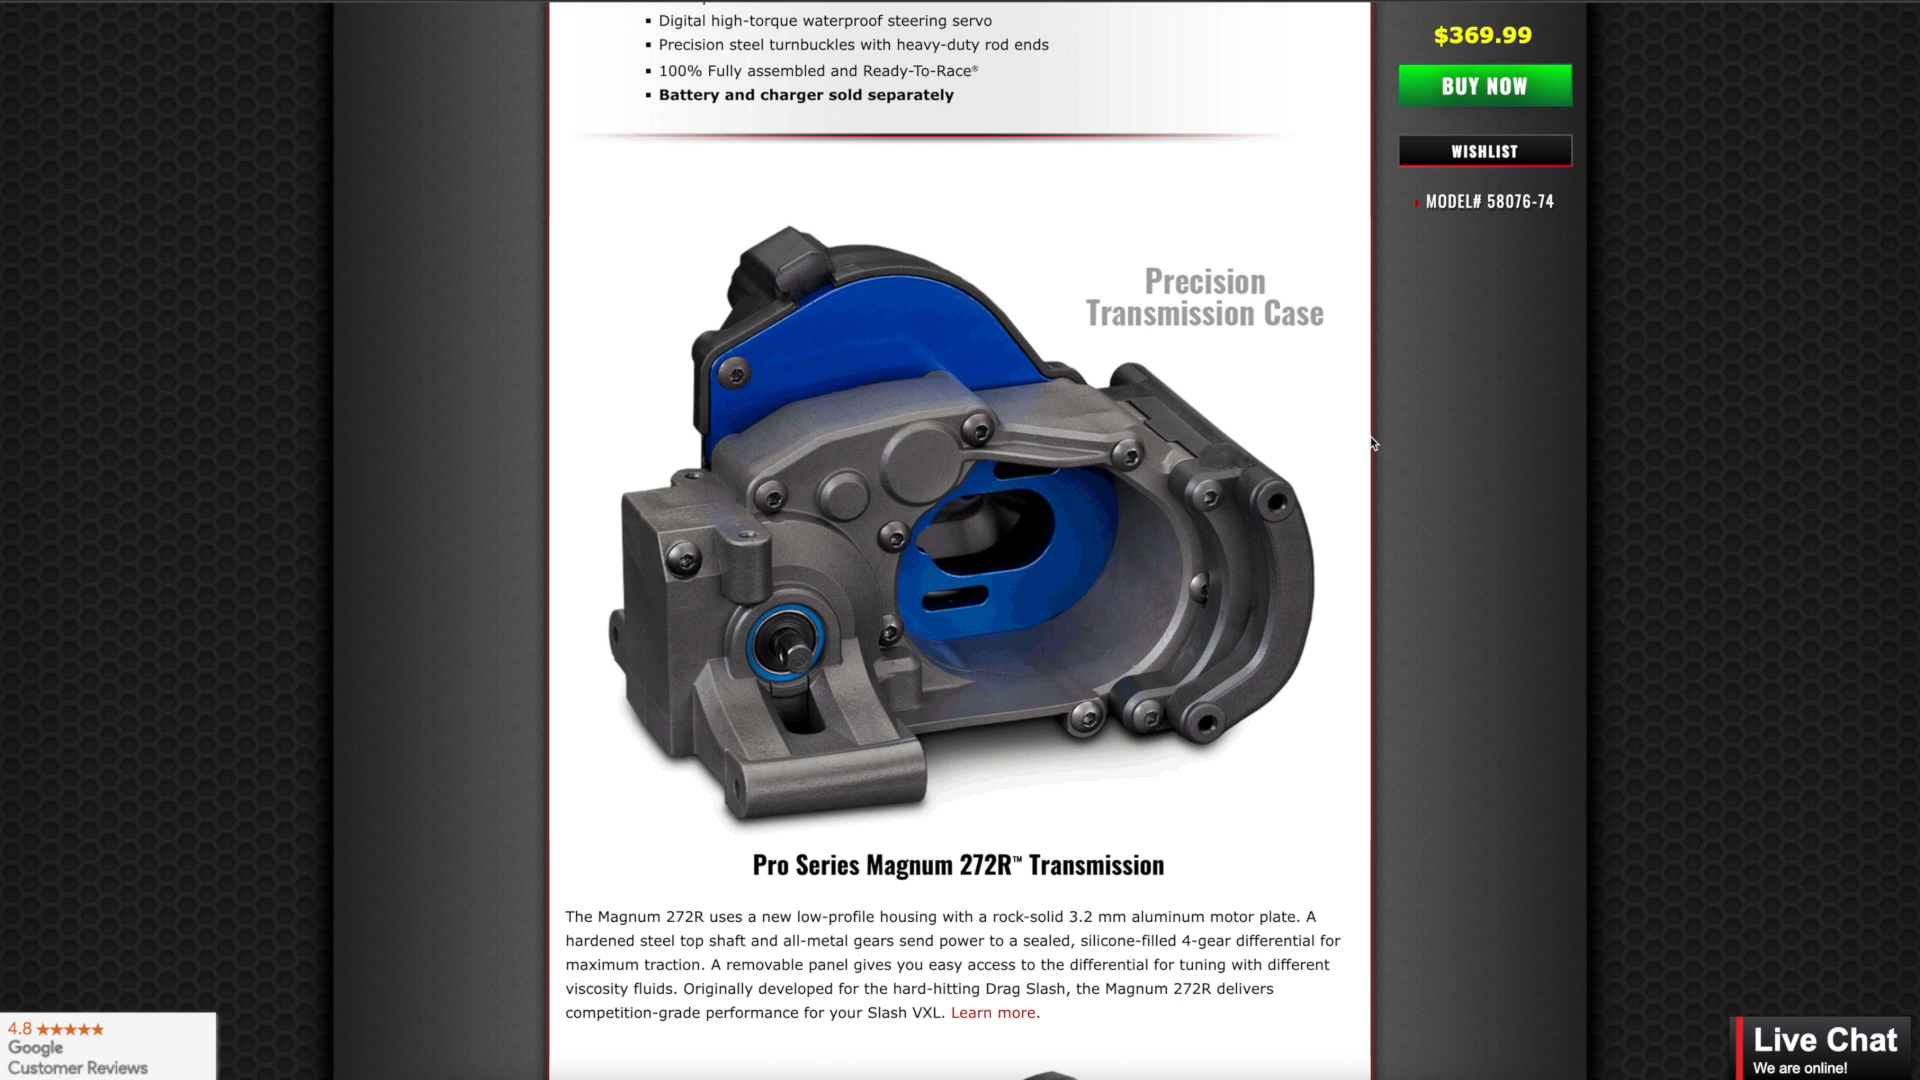 Digital high-torque waterproof steering servo
Precision steel turnbuckles with heavy-duty rod ends
100% Fully assembled and Ready-To-Race®
Battery and charger sold separately
$369.99
BUY NOW
WISHLIST
MODEL# 58076-74
Precision
Transmission Case
Pro Series Magnum 272R™ Transmission
The Magnum 272R uses a new low-profile housing with a rock-solid 3.2 mm aluminum motor plate. A
hardened steel top shaft and all-metal gears send power to a sealed, silicone-filled 4-gear differential for
maximum traction. A removable panel gives you easy access to the differential for tuning with different
viscosity fluids. Originally developed for the hard-hitting Drag Slash, the Magnum 272R delivers
competition-grade performance for your Slash VXL. Learn more.
4.8 ★★★★★
Google
Customer Reviews
Live Chat
We are online!